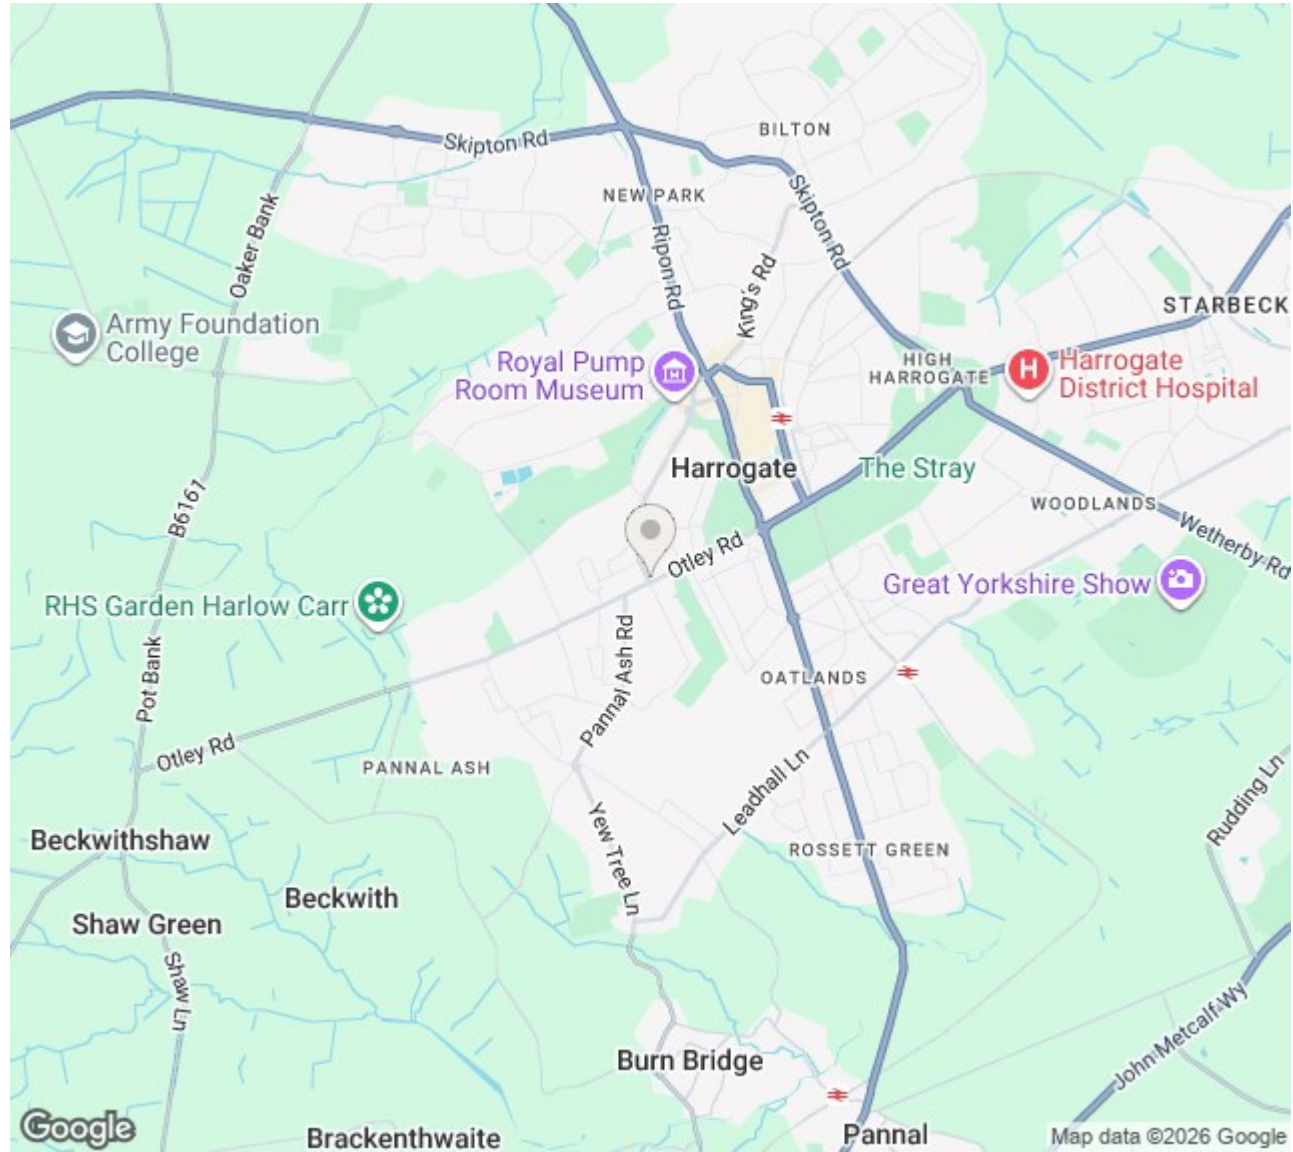 Skipton Rd
BILTON
NEW PARK
Skipton Rd
Oaker Bank
Ripon Rd
King's Rd
STARBECK
Army Foundation
College
Royal Pump
Room Museum
HIGH
HARROGATE
H
Harrogate
District Hospital
Harrogate
The Stray
B6161
WOODLANDS
Wetherby Rd
Otley Rd
Great Yorkshire Show
RHS Garden Harlow Carr
Pannal Ash Rd
Pot Bank
OATLANDS
Otley Rd
PANNAL ASH
Leadhall Ln
Rudding Ln
Beckwithshaw
Yew Tree Ln
ROSSETT GREEN
Beckwith
Shaw Green
Shaw Ln
John Metcalf Wy
Burn Bridge
Google
Brackenthwaite
Pannal
Map data ©2026 Google